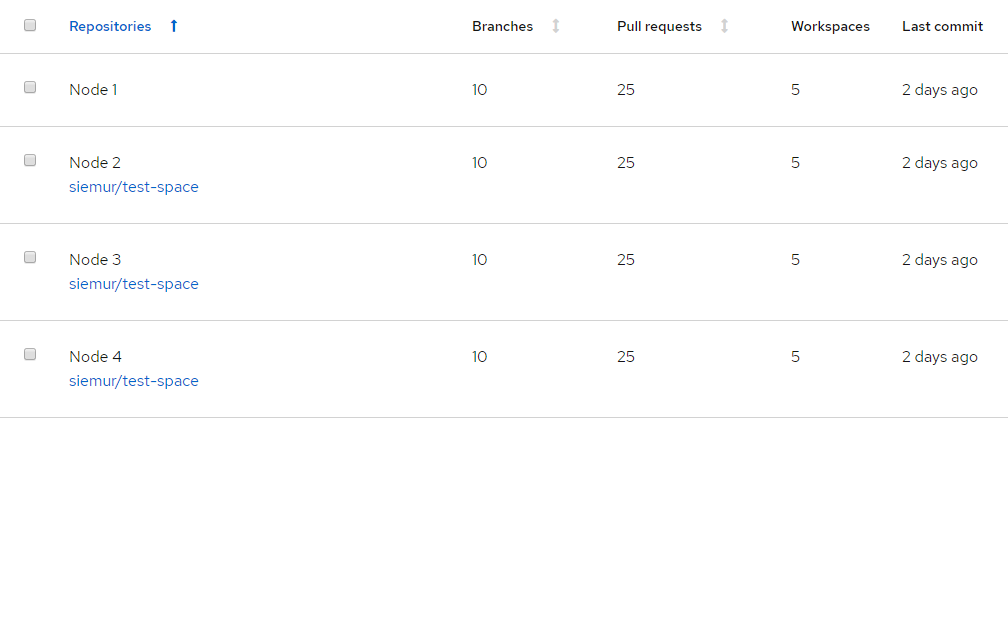 Repositories Branches Pull requests Workspaces Last commit
Node 1 10 25 5 2 days ago
Node 2 10 25 5 2 days ago
siemur/test-space
Node 3 10 25 5 2 days ago
siemur/test-space
Node 4 10 25 5 2 days ago
siemur/test-space